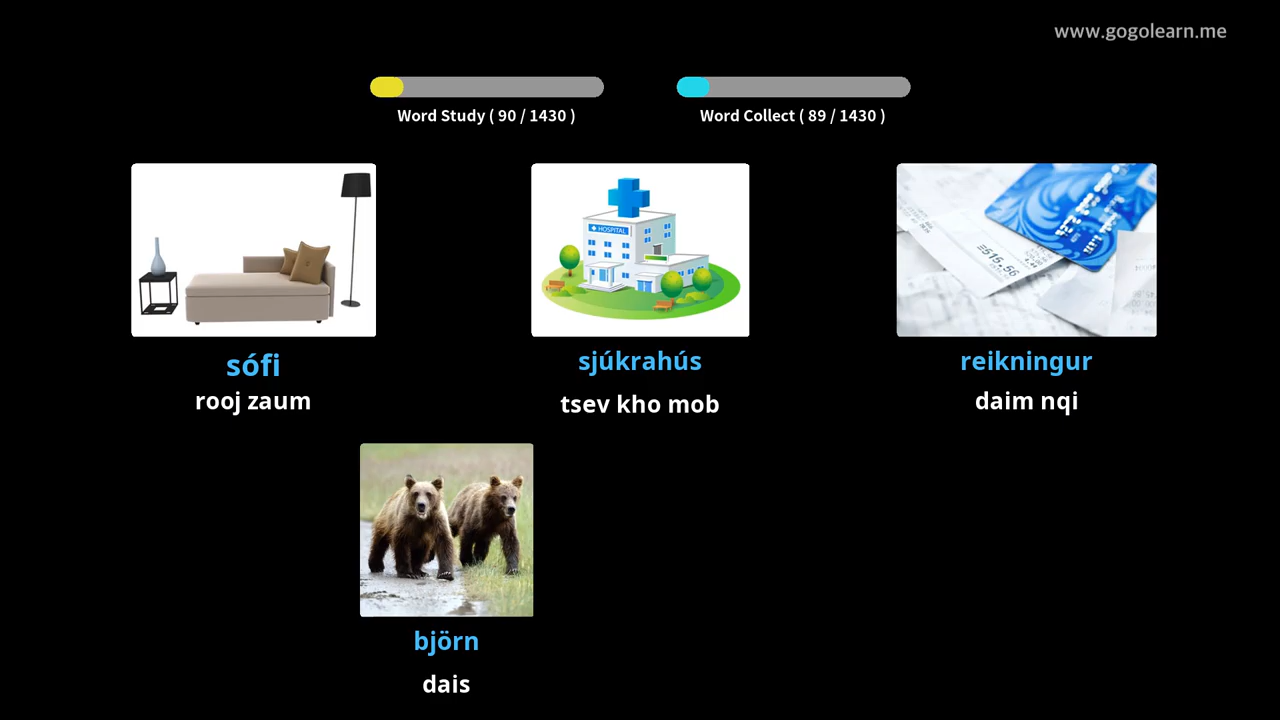 www.gogolearn.me
Word Study ( 90 / 1430 )
Word Collect ( 89 / 1430 )
HOSPITAL
sófi
rooj zaum
sjúkrahús
tsev kho mob
reikningur
daim nqi
björn
dais